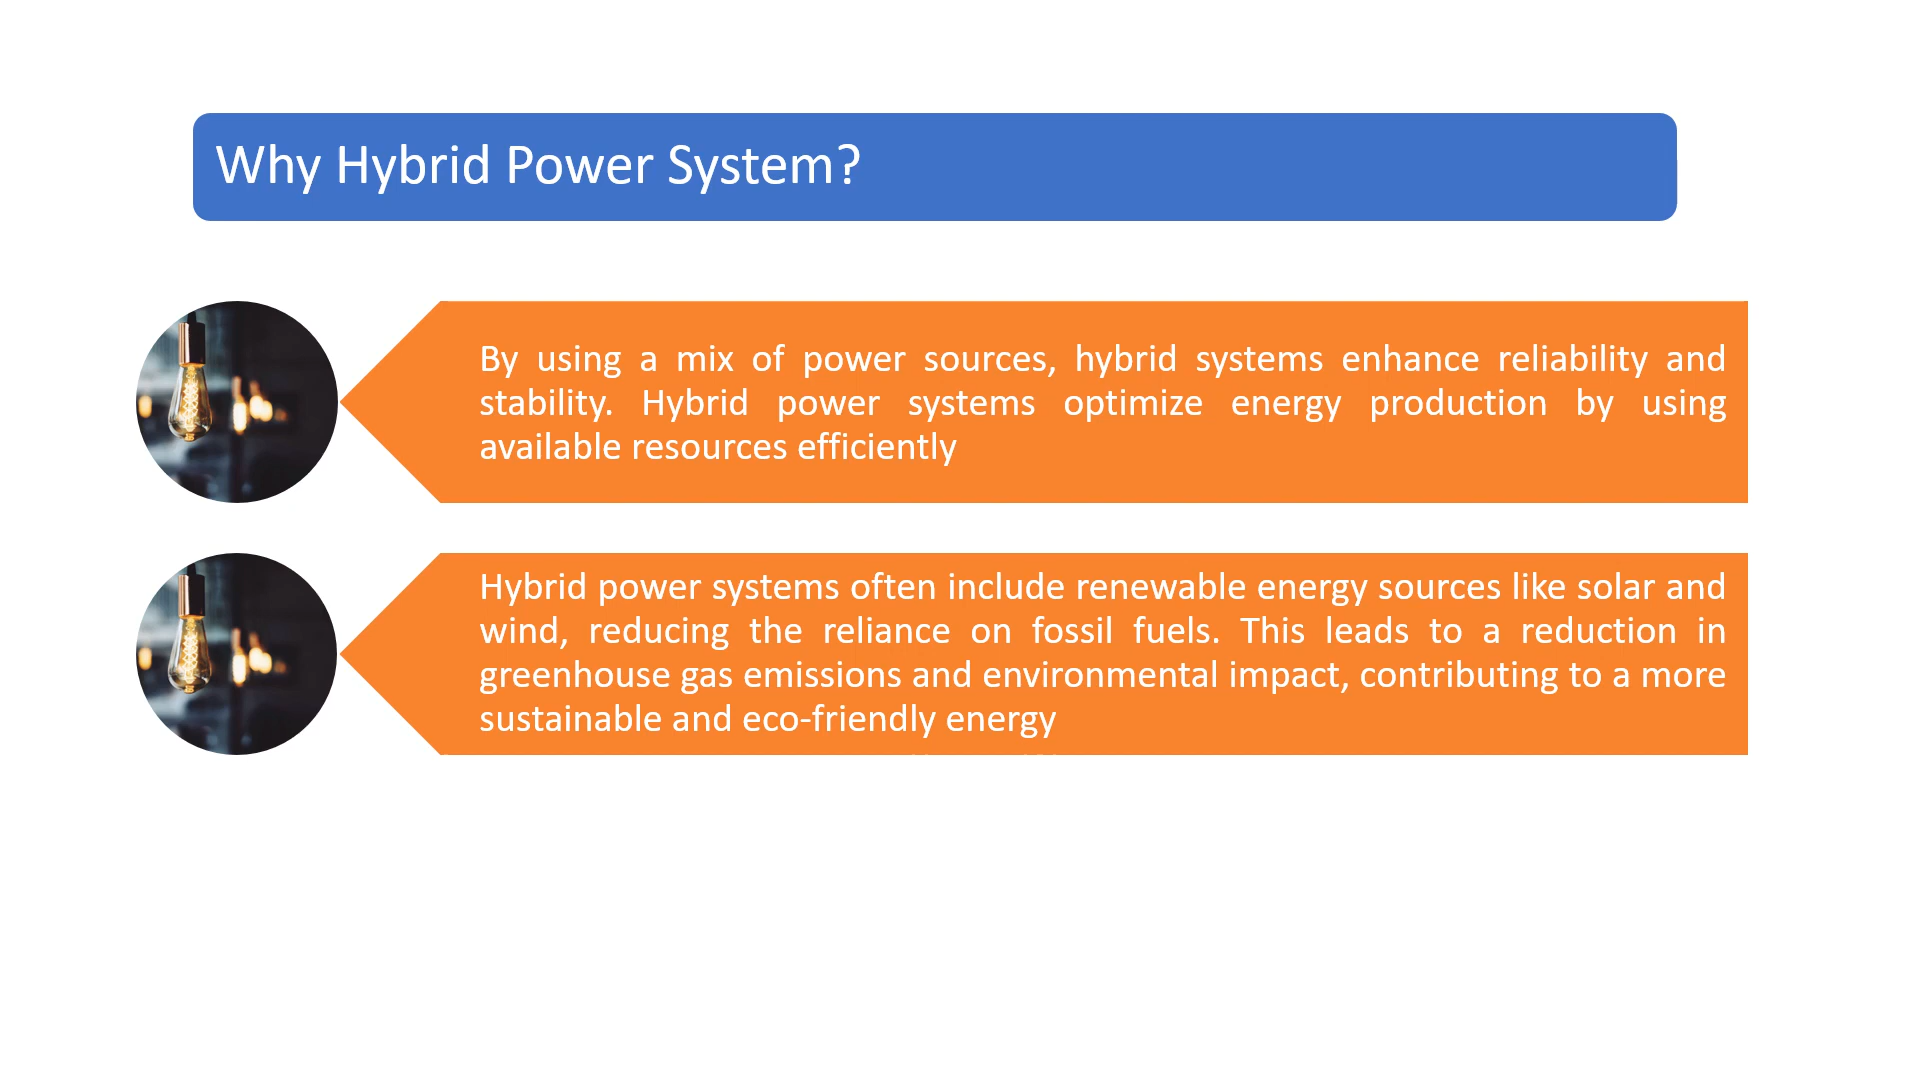 Why Hybrid Power System?
By using a mix of power sources, hybrid systems enhance reliability and
stability. Hybrid power systems optimize energy production by using
available resources efficiently
Hybrid power systems often include renewable energy sources like solar and
wind, reducing the reliance on fossil fuels. This leads to a reduction in
greenhouse gas emissions and environmental impact, contributing to a more
sustainable and eco-friendly energy